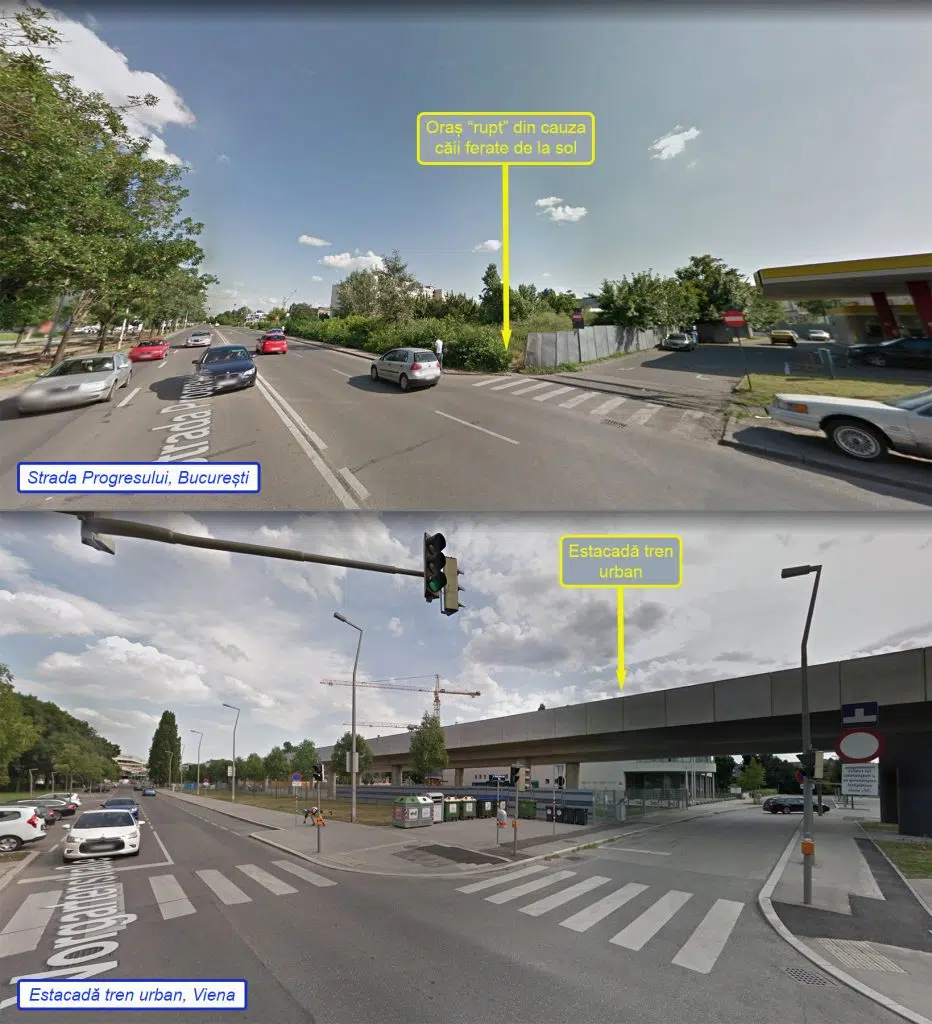 Oraș “rupt” din cauza
căii ferate de la sol
Strada Progresului, București
Estacadă tren
urban
Estacadă tren urban, Viena